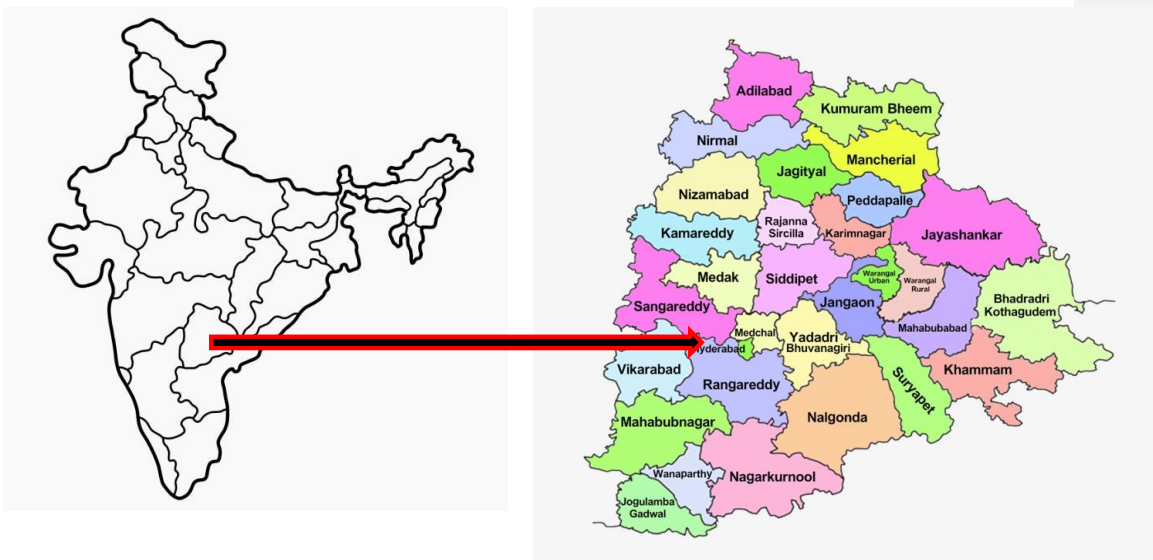 Adilabad
Kumuram Bheem
Nirmal
Mancherial
Jagityal
Nizamabad
Peddapalle
Rajanna
Sircilla
Karimnagar
Kamareddy
Jayashankar
Medak
Siddipet
Warangal
Urban
Warangal
Rural
Sangareddy
Jangaon
Bhadradri
Kothagudem
Mahabubabad
Medchal
Yadadri
Bhuvanagiri
yderabad
Vikarabad
Rangareddy
Suryapet
Khammam
Mahabubnagar
Nalgonda
Wanaparthy
Nagarkurnool
Jogulamba
Gadwal